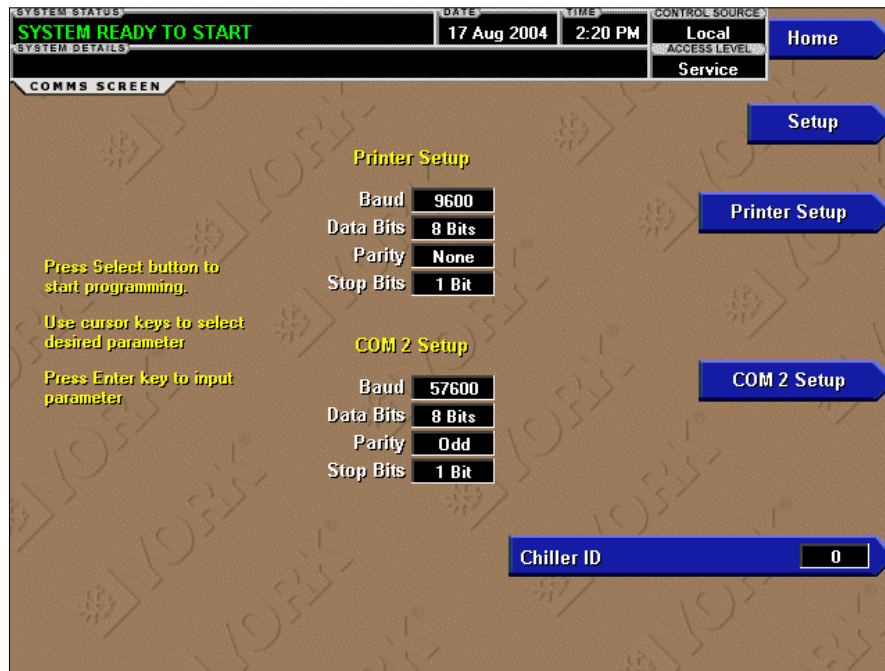 SYSTEM STATUS
SYSTEM READY TO START
DATE
17 Aug 2004
TIME
2:20 PM
CONTROL SOURCE
Local
ACCESS LEVEL
Service
SYSTEM DETAILS
Home
COMMS SCREEN
Setup
Printer Setup
Baud 9600
Data Bits 8 Bits
Parity None
Stop Bits 1 Bit
Printer Setup
Press Select button to
start programming.
Use cursor keys to select
desired parameter
Press Enter key to input
parameter
COM 2 Setup
Baud 57600
Data Bits 8 Bits
Parity Odd
Stop Bits 1 Bit
COM 2 Setup
Chiller ID 0
YORK®